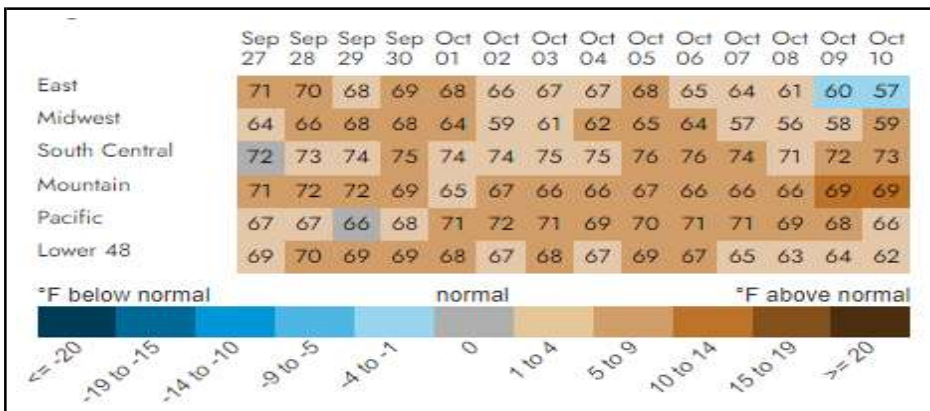 Sep Sep Sep Sep Oct Oct Oct Oct Oct Oct Oct Oct Oct Oct
27 28 29 30 01 02 03 04 05 06 07 08 09 10
East 71 70 68 69 68 66 67 67 68 65 64 61 60 57
Midwest 64 66 68 68 64 59 61 62 65 64 57 56 58 59
South Central 72 73 74 75 74 74 75 75 76 76 74 71 72 73
Mountain 71 72 72 69 65 67 66 66 67 66 66 66 69 69
Pacific 67 67 66 68 71 72 71 69 70 71 71 69 68 66
Lower 48 69 70 69 69 68 67 68 67 69 67 65 63 64 62
°F below normal normal °F above normal
<= -20 -19 to -15 -14 to -10 -9 to -5 -4 to -1 0 1 to 4 5 to 9 10 to 14 15 to 19 >= 20